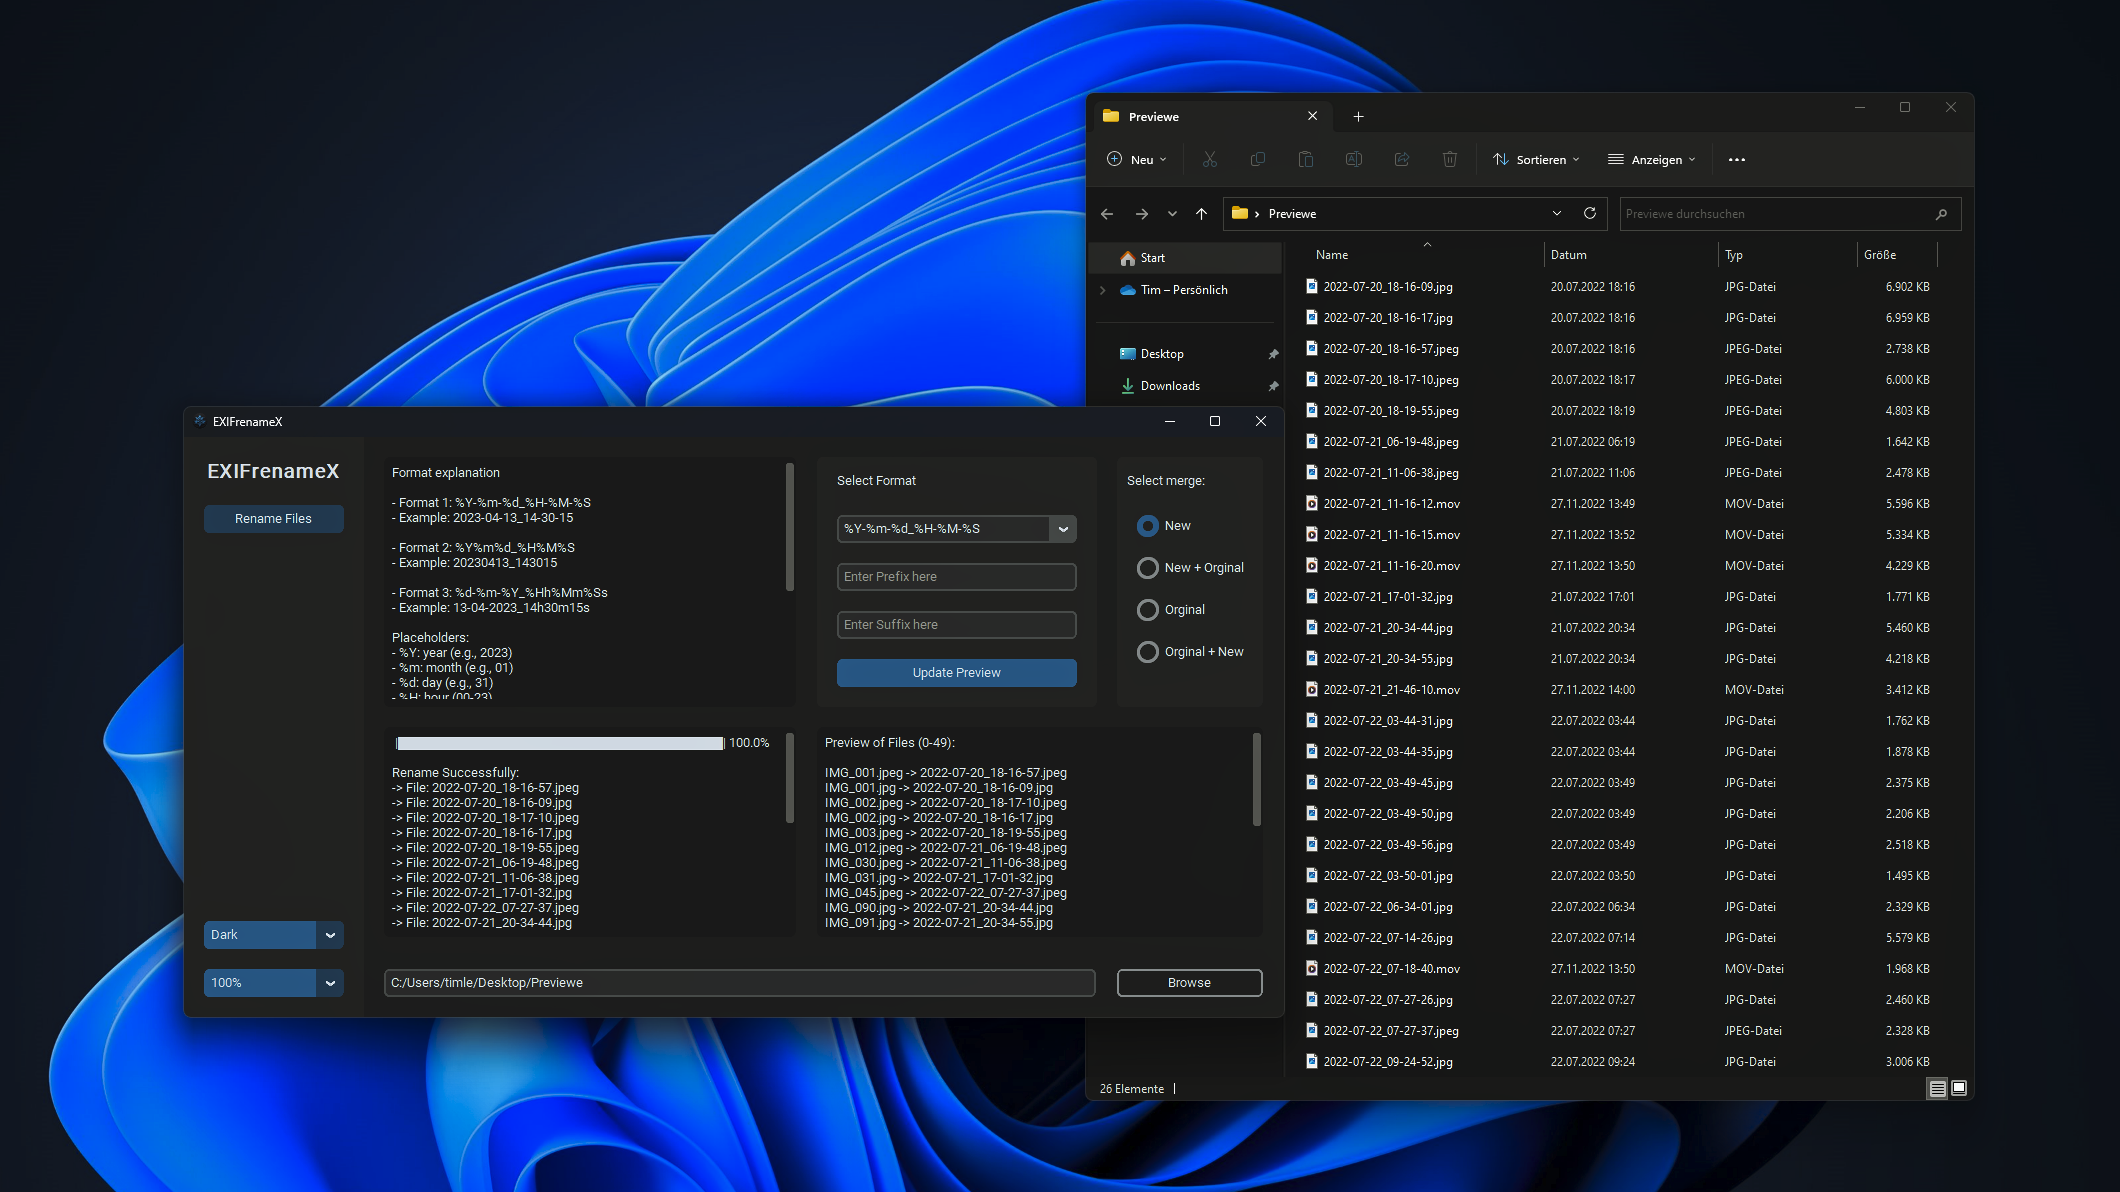 EXIFrenameX
EXIFrenameX
Rename Files
Dark
100%
Format explanation
- Format 1: %Y-%m-%d_%H-%M-%S
- Example: 2023-04-13_14-30-15
- Format 2: %Y%m%d_%H%M%S
- Example: 20230413_143015
- Format 3: %d-%m-%Y_%Hh%Mm%Ss
- Example: 13-04-2023_14h30m15s
Placeholders:
- %Y: year (e.g., 2023)
- %m: month (e.g., 01)
- %d: day (e.g., 31)
- %H: hour (00-23)
Select Format
%Y-%m-%d_%H-%M-%S
Enter Prefix here
Enter Suffix here
Update Preview
Select merge:
New
New + Orginal
Orginal
Orginal + New
100.0%
Rename Successfully:
-> File: 2022-07-20_18-16-57.jpeg
-> File: 2022-07-20_18-16-09.jpg
-> File: 2022-07-20_18-17-10.jpeg
-> File: 2022-07-20_18-16-17.jpg
-> File: 2022-07-20_18-19-55.jpeg
-> File: 2022-07-21_06-19-48.jpeg
-> File: 2022-07-21_11-06-38.jpeg
-> File: 2022-07-21_17-01-32.jpg
-> File: 2022-07-22_07-27-37.jpeg
-> File: 2022-07-21_20-34-44.jpg
Preview of Files (0-49):
IMG_001.jpeg -> 2022-07-20_18-16-57.jpeg
IMG_001.jpg -> 2022-07-20_18-16-09.jpg
IMG_002.jpeg -> 2022-07-20_18-17-10.jpeg
IMG_002.jpg -> 2022-07-20_18-16-17.jpg
IMG_003.jpeg -> 2022-07-20_18-19-55.jpeg
IMG_012.jpeg -> 2022-07-21_06-19-48.jpeg
IMG_030.jpeg -> 2022-07-21_11-06-38.jpeg
IMG_031.jpg -> 2022-07-21_17-01-32.jpg
IMG_045.jpeg -> 2022-07-22_07-27-37.jpeg
IMG_090.jpg -> 2022-07-21_20-34-44.jpg
IMG_091.jpg -> 2022-07-21_20-34-55.jpg
C:/Users/timle/Desktop/Previewe
Browse
Previewe
Neu
Sortieren
Anzeigen
Previewe
Previewe durchsuchen
Start
Tim – Persönlich
Desktop
Downloads
Name Datum Typ Größe
2022-07-20_18-16-09.jpg 20.07.2022 18:16 JPG-Datei 6.902 KB
2022-07-20_18-16-17.jpg 20.07.2022 18:16 JPG-Datei 6.959 KB
2022-07-20_18-16-57.jpeg 20.07.2022 18:16 JPEG-Datei 2.738 KB
2022-07-20_18-17-10.jpeg 20.07.2022 18:17 JPEG-Datei 6.000 KB
2022-07-20_18-19-55.jpeg 20.07.2022 18:19 JPEG-Datei 4.803 KB
2022-07-21_06-19-48.jpeg 21.07.2022 06:19 JPEG-Datei 1.642 KB
2022-07-21_11-06-38.jpeg 21.07.2022 11:06 JPEG-Datei 2.478 KB
2022-07-21_11-16-12.mov 27.11.2022 13:49 MOV-Datei 5.596 KB
2022-07-21_11-16-15.mov 27.11.2022 13:52 MOV-Datei 5.334 KB
2022-07-21_11-16-20.mov 27.11.2022 13:50 MOV-Datei 4.229 KB
2022-07-21_17-01-32.jpg 21.07.2022 17:01 JPG-Datei 1.771 KB
2022-07-21_20-34-44.jpg 21.07.2022 20:34 JPG-Datei 5.460 KB
2022-07-21_20-34-55.jpg 21.07.2022 20:34 JPG-Datei 4.218 KB
2022-07-21_21-46-10.mov 27.11.2022 14:00 MOV-Datei 3.412 KB
2022-07-22_03-44-31.jpg 22.07.2022 03:44 JPG-Datei 1.762 KB
2022-07-22_03-44-35.jpg 22.07.2022 03:44 JPG-Datei 1.878 KB
2022-07-22_03-49-45.jpg 22.07.2022 03:49 JPG-Datei 2.375 KB
2022-07-22_03-49-50.jpg 22.07.2022 03:49 JPG-Datei 2.206 KB
2022-07-22_03-49-56.jpg 22.07.2022 03:49 JPG-Datei 2.518 KB
2022-07-22_03-50-01.jpg 22.07.2022 03:50 JPG-Datei 1.495 KB
2022-07-22_06-34-01.jpg 22.07.2022 06:34 JPG-Datei 2.329 KB
2022-07-22_07-14-26.jpg 22.07.2022 07:14 JPG-Datei 5.579 KB
2022-07-22_07-18-40.mov 27.11.2022 13:50 MOV-Datei 1.968 KB
2022-07-22_07-27-26.jpg 22.07.2022 07:27 JPG-Datei 2.460 KB
2022-07-22_07-27-37.jpeg 22.07.2022 07:27 JPEG-Datei 2.328 KB
2022-07-22_09-24-52.jpg 22.07.2022 09:24 JPG-Datei 3.006 KB
26 Elemente